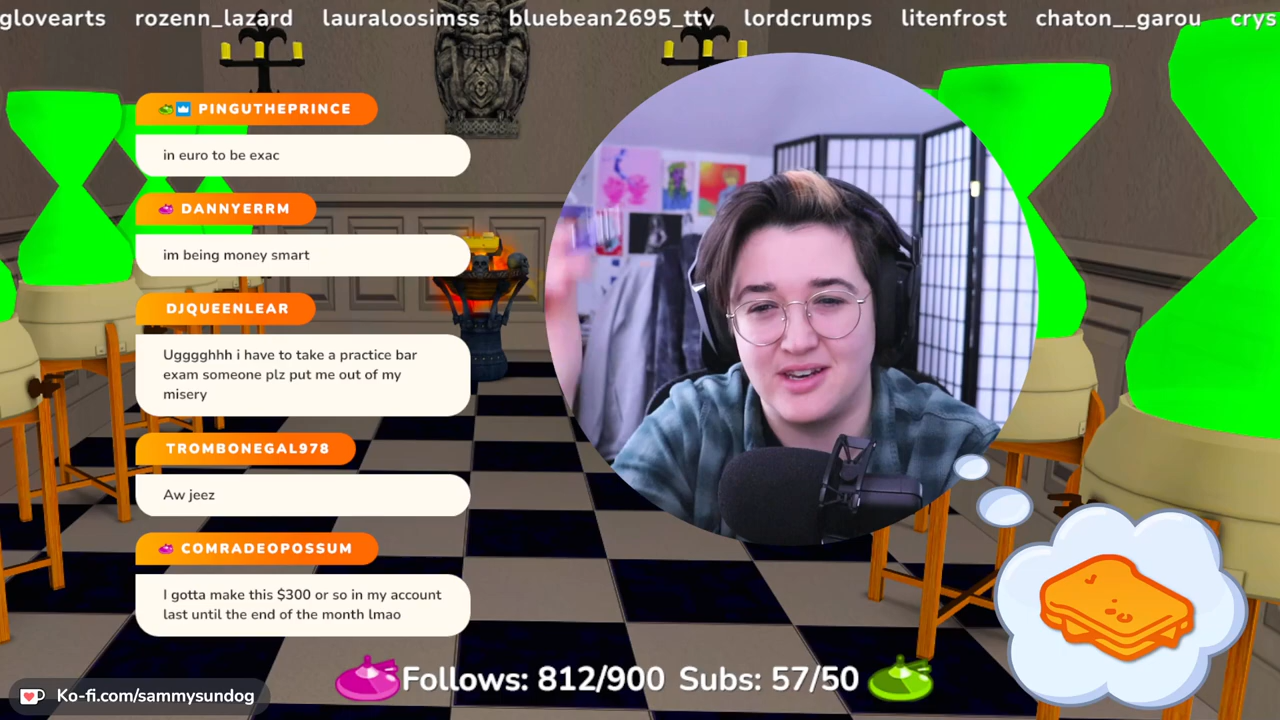 glovearts rozenn_lazard lauraloosimss bluebean2695_ttv lordcrumps litenfrost chaton__garou crys
PINGUTHEPRINCE
in euro to be exac
DANNYERRM
im being money smart
DJQUEENLEAR
Ugggghhh i have to take a practice bar
exam someone plz put me out of my
misery
TROMBONEGAL978
Aw jeez
COMRADEOPOSSUM
I gotta make this $300 or so in my account
last until the end of the month lmao
Follows: 812/900 Subs: 57/50
Ko-fi.com/sammysundog